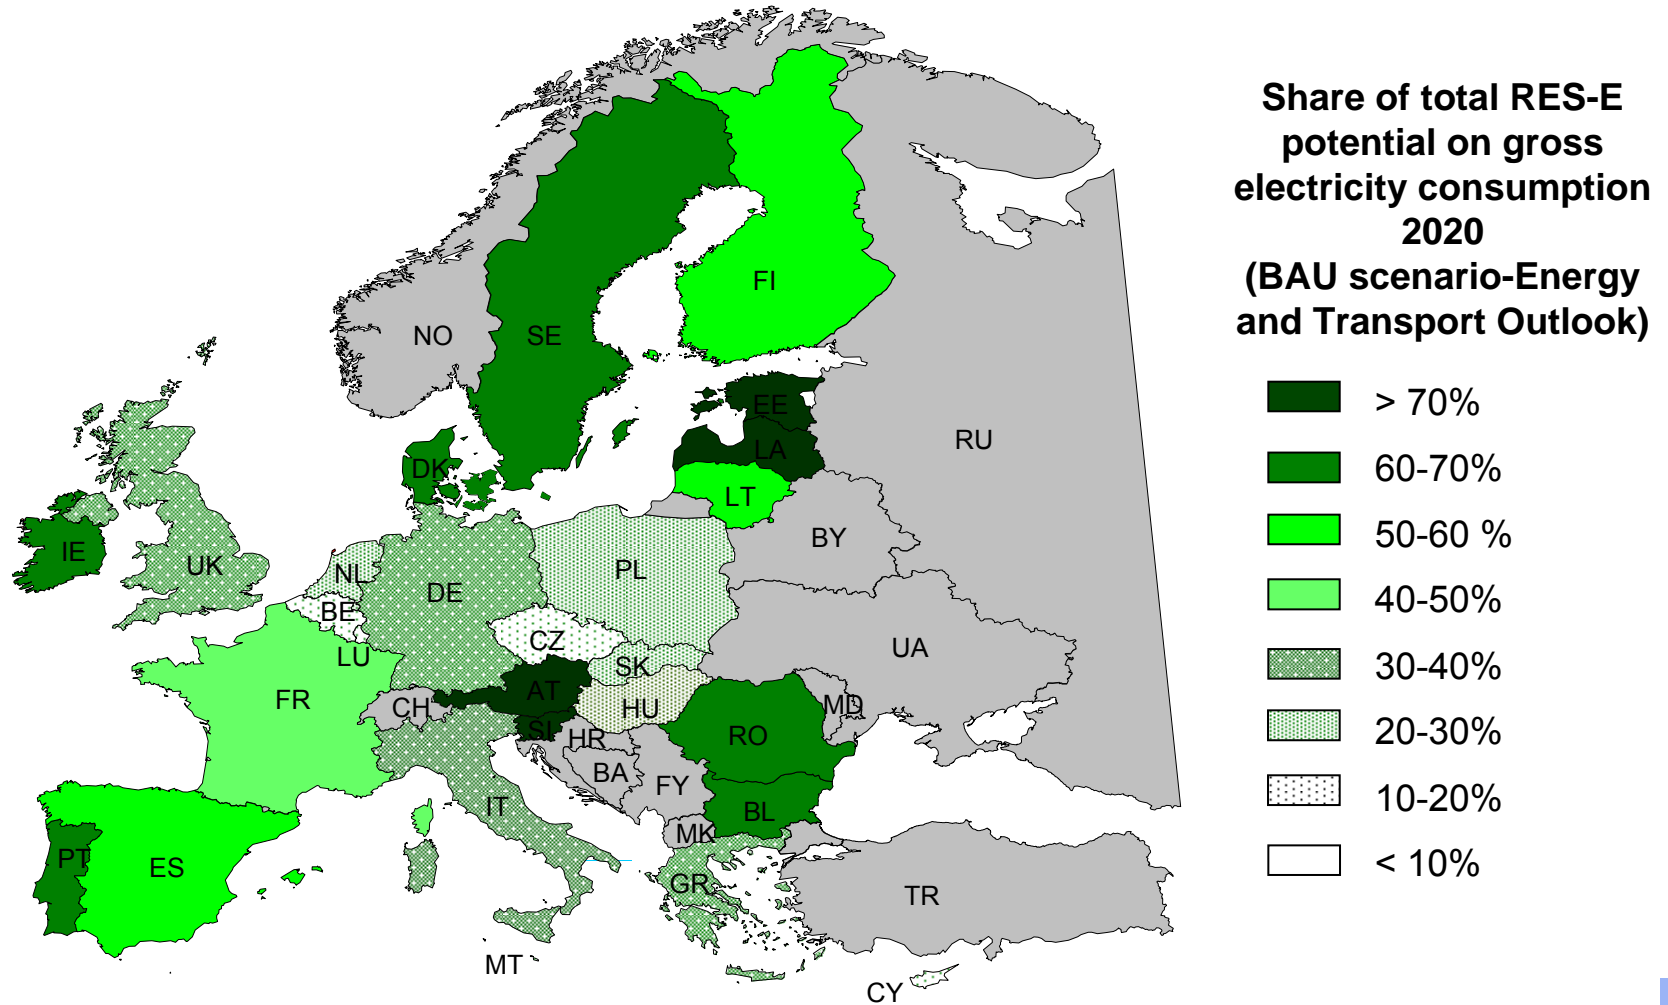 Share of total RES-E
potential on gross
electricity consumption
2020
(BAU scenario-Energy
and Transport Outlook)
> 70%
60-70%
50-60 %
40-50%
30-40%
20-30%
10-20%
< 10%
FI
NO
SE
EE
RU
LA
DK
LT
BY
IE
UK
NL
PL
DE
BE
CZ
UA
LU
SK
AT
FR
CH
HU
MD
SI
HR
RO
BA
FY
IT
BL
MK
PT
ES
GR
TR
MT
CY